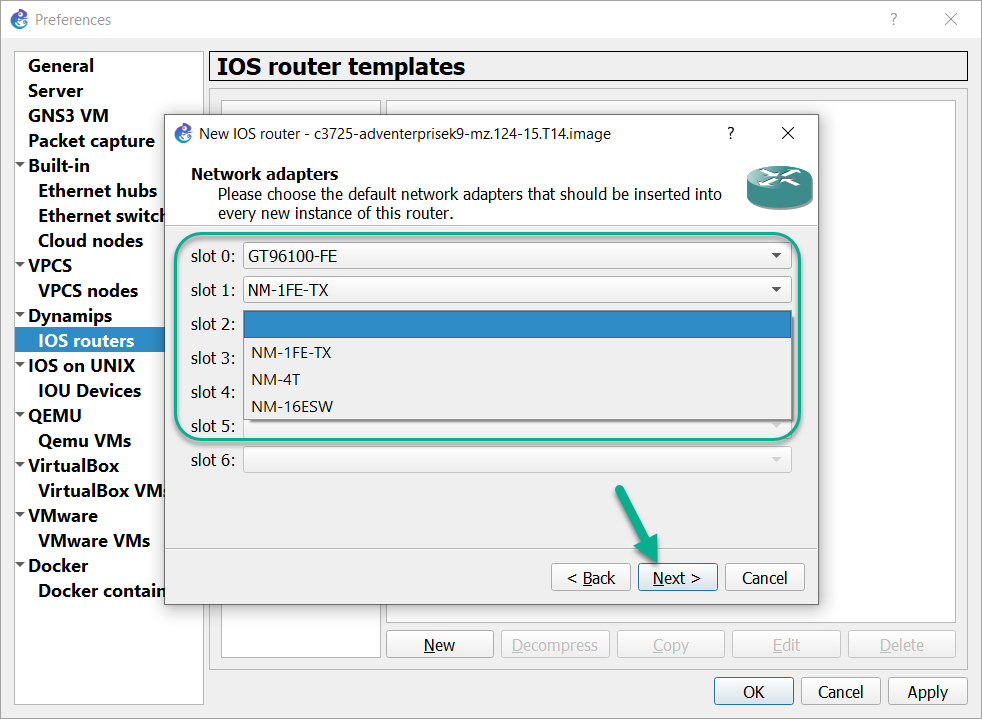 Preferences
?
General
Server
GNS3 VM
Packet capture
Built-in
Ethernet hubs
Ethernet switch
Cloud nodes
VPCS
VPCS nodes
Dynamips
IOS routers
IOS on UNIX
IOU Devices
QEMU
Qemu VMs
VirtualBox
VirtualBox VMs
VMware
VMware VMs
Docker
Docker contain
IOS router templates
New IOS router - c3725-adventerprisek9-mz.124-15.T14.image
?
Network adapters
Please choose the default network adapters that should be inserted into
every new instance of this router.
slot 0: GT96100-FE
slot 1: NM-1FE-TX
slot 2:
NM-1FE-TX
slot 3:
NM-4T
slot 4:
NM-16ESW
slot 5:
slot 6:
< Back Next > Cancel
New Decompress Copy Edit Delete
OK Cancel Apply